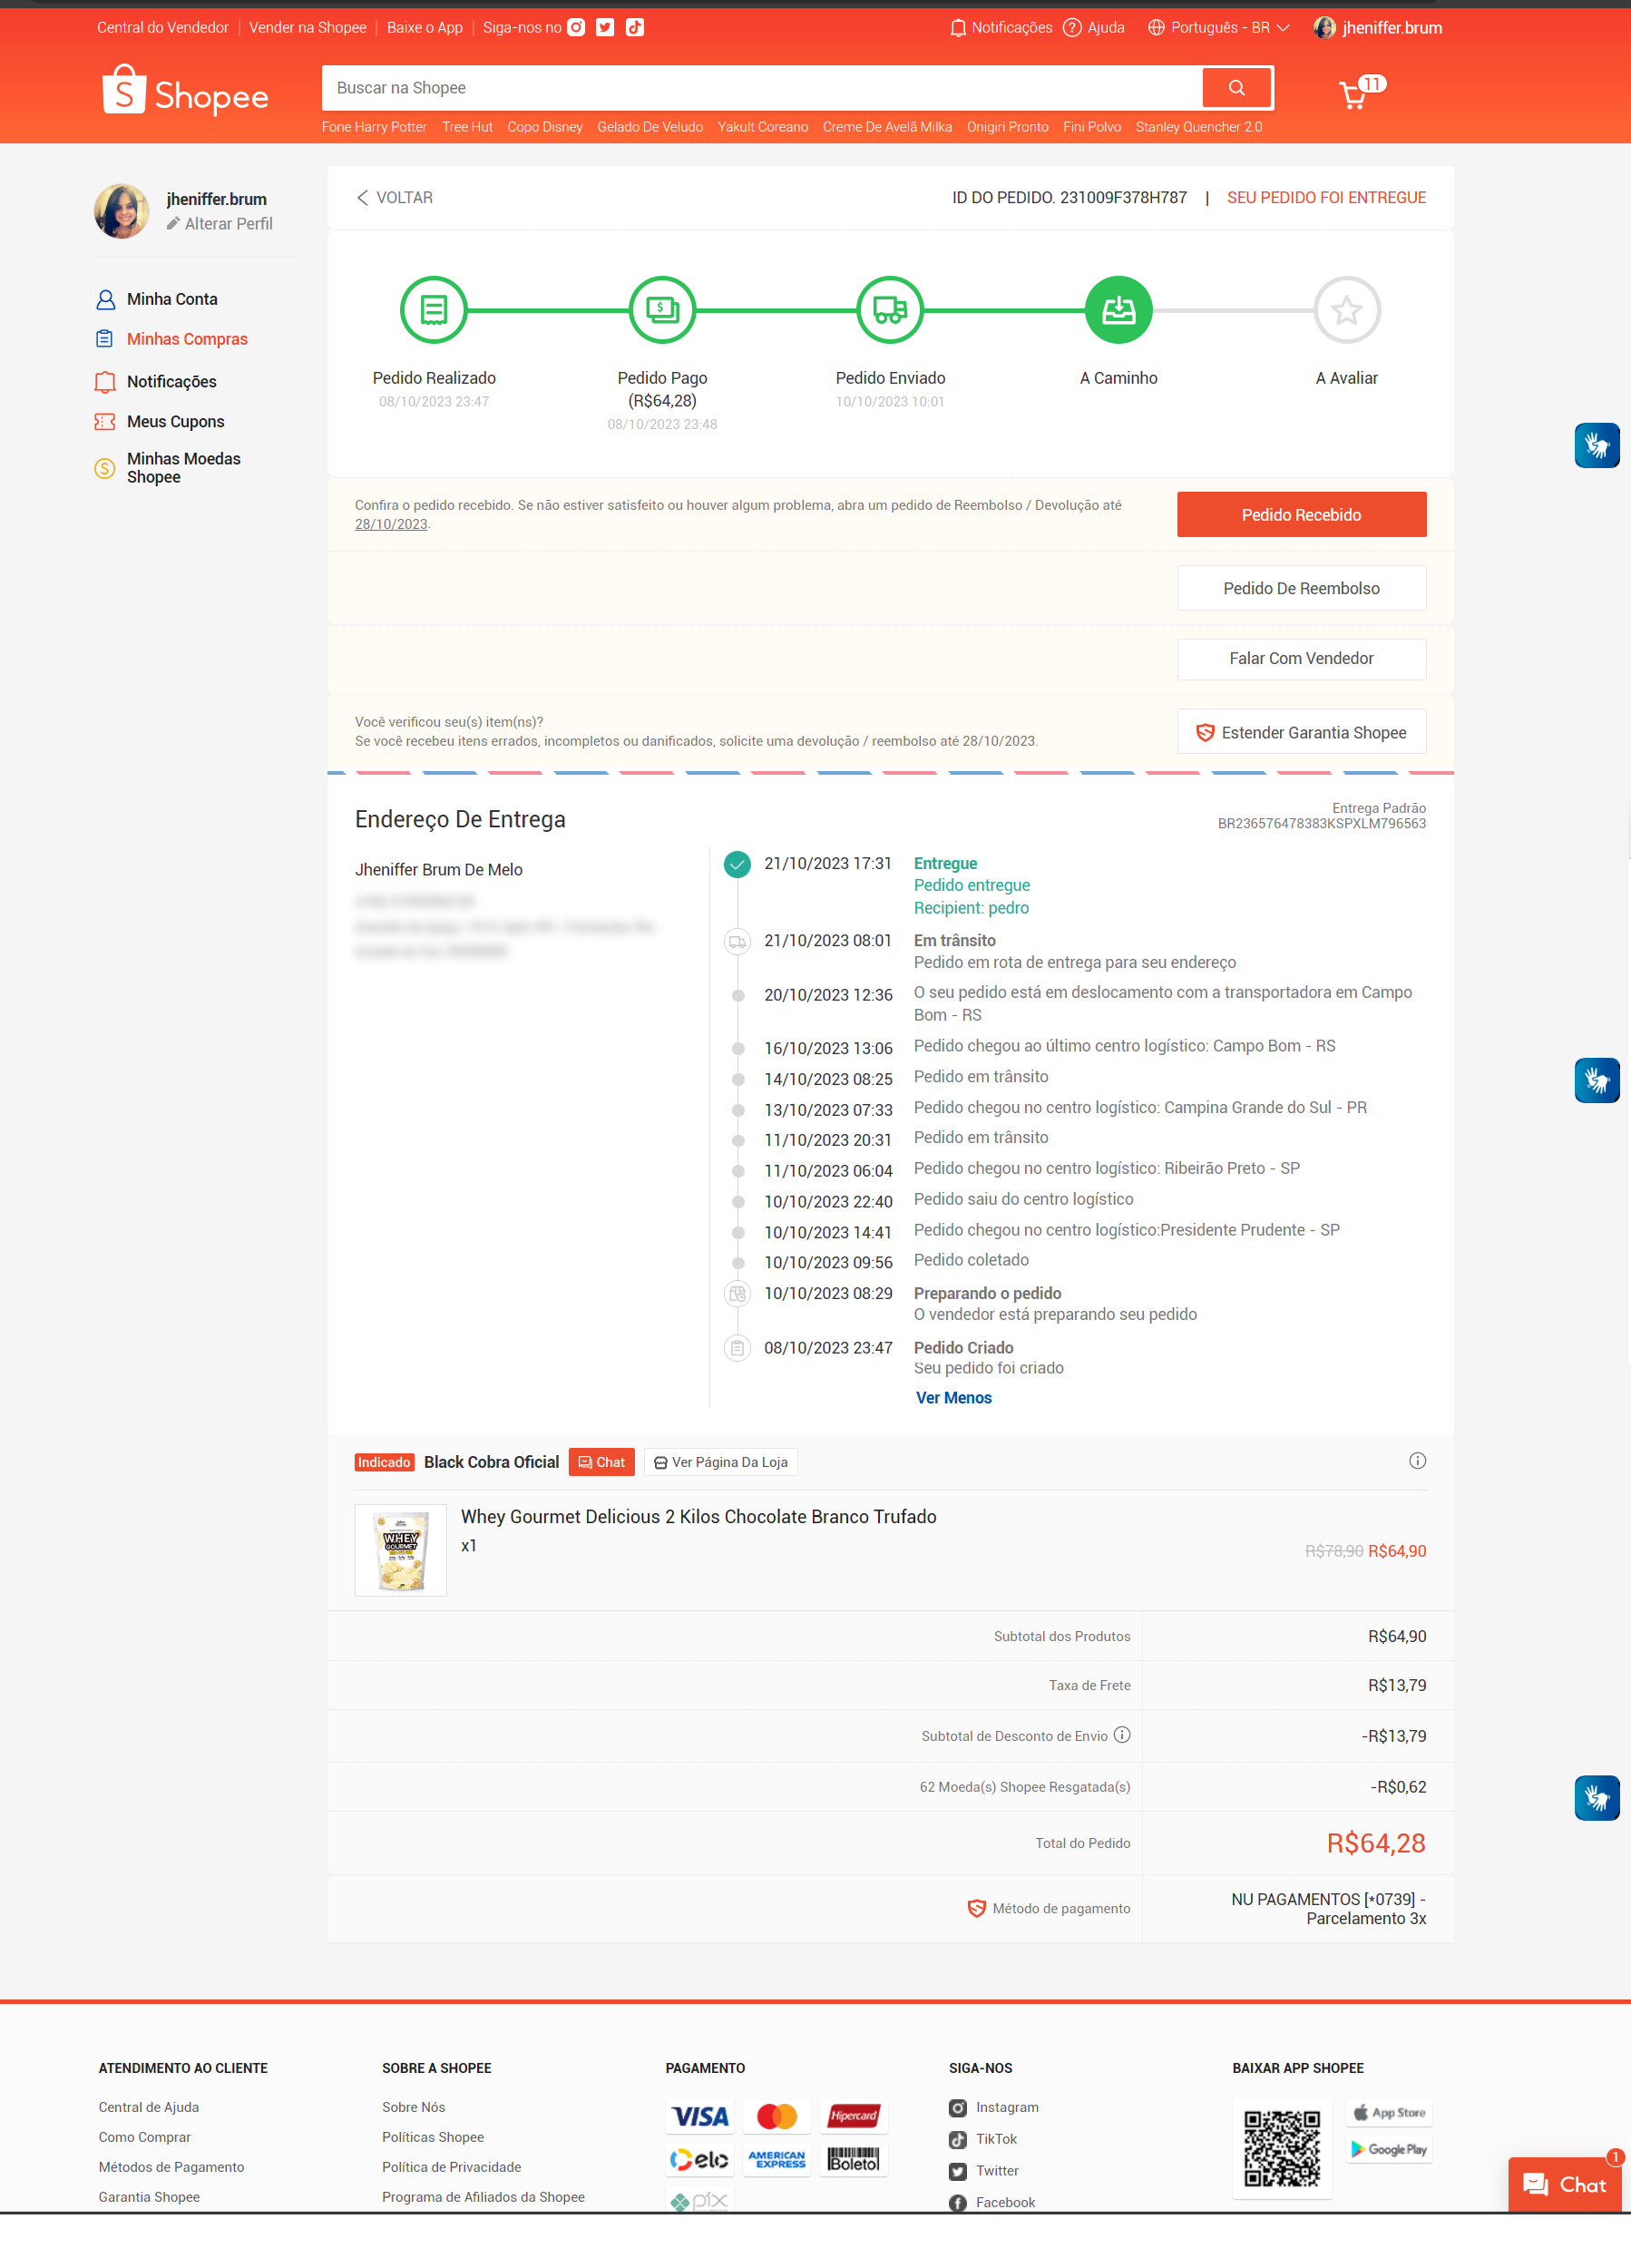 Central do Vendedor | Vender na Shopee | Baixe o App | Siga-nos no
Notificações Ajuda Português - BR jheniffer.brum
Shopee
Buscar na Shopee
11
Fone Harry Potter Tree Hut Copo Disney Gelado De Veludo Yakult Coreano Creme De Avelã Milka Onigiri Pronto Fini Polvo Stanley Quencher 2.0
jheniffer.brum
Alterar Perfil
Minha Conta
Minhas Compras
Notificações
Meus Cupons
Minhas Moedas
Shopee
VOLTAR
ID DO PEDIDO. 231009F378H787 | SEU PEDIDO FOI ENTREGUE
Pedido Realizado
08/10/2023 23:47
Pedido Pago
(R$64,28)
08/10/2023 23:48
Pedido Enviado
10/10/2023 10:01
A Caminho
A Avaliar
Confira o pedido recebido. Se não estiver satisfeito ou houver algum problema, abra um pedido de Reembolso / Devolução até
28/10/2023.
Pedido Recebido
Pedido De Reembolso
Falar Com Vendedor
Você verificou seu(s) item(ns)?
Se você recebeu itens errados, incompletos ou danificados, solicite uma devolução / reembolso até 28/10/2023.
Estender Garantia Shopee
Endereço De Entrega
Entrega Padrão
BR236576478383KSPXLM796563
Jheniffer Brum De Melo
21/10/2023 17:31 Entregue
Pedido entregue
Recipient: pedro
21/10/2023 08:01 Em trânsito
Pedido em rota de entrega para seu endereço
20/10/2023 12:36 O seu pedido está em deslocamento com a transportadora em Campo
Bom - RS
16/10/2023 13:06 Pedido chegou ao último centro logístico: Campo Bom - RS
14/10/2023 08:25 Pedido em trânsito
13/10/2023 07:33 Pedido chegou no centro logístico: Campina Grande do Sul - PR
11/10/2023 20:31 Pedido em trânsito
11/10/2023 06:04 Pedido chegou no centro logístico: Ribeirão Preto - SP
10/10/2023 22:40 Pedido saiu do centro logístico
10/10/2023 14:41 Pedido chegou no centro logístico:Presidente Prudente - SP
10/10/2023 09:56 Pedido coletado
10/10/2023 08:29 Preparando o pedido
O vendedor está preparando seu pedido
08/10/2023 23:47 Pedido Criado
Seu pedido foi criado
Ver Menos
Indicado Black Cobra Oficial Chat Ver Página Da Loja
WHEY
GOURMET
Whey Gourmet Delicious 2 Kilos Chocolate Branco Trufado
x1
R$78,90 R$64,90
Subtotal dos Produtos R$64,90
Taxa de Frete R$13,79
Subtotal de Desconto de Envio -R$13,79
62 Moeda(s) Shopee Resgatada(s) -R$0,62
Total do Pedido R$64,28
Método de pagamento NU PAGAMENTOS [*0739] -
Parcelamento 3x
ATENDIMENTO AO CLIENTE
Central de Ajuda
Como Comprar
Métodos de Pagamento
Garantia Shopee
SOBRE A SHOPEE
Sobre Nós
Políticas Shopee
Política de Privacidade
Programa de Afiliados da Shopee
PAGAMENTO
VISA Hipercard
elo AMERICAN
EXPRESS Boleto
pix
SIGA-NOS
Instagram
TikTok
Twitter
Facebook
BAIXAR APP SHOPEE
App Store
Google Play
1
Chat